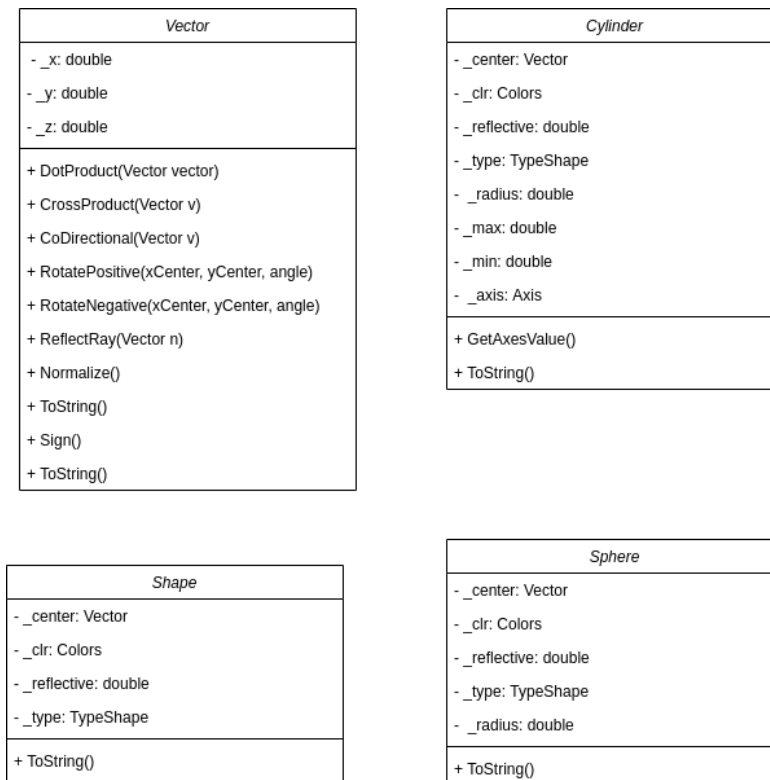 Vector
- _x: double
- _y: double
- _z: double
+ DotProduct(Vector vector)
+ CrossProduct(Vector v)
+ CoDirectional(Vector v)
+ RotatePositive(xCenter, yCenter, angle)
+ RotateNegative(xCenter, yCenter, angle)
+ ReflectRay(Vector n)
+ Normalize()
+ ToString()
+ Sign()
+ ToString()
Cylinder
- _center: Vector
- _clr: Colors
- _reflective: double
- _type: TypeShape
- _radius: double
- _max: double
- _min: double
- _axis: Axis
+ GetAxesValue()
+ ToString()
Shape
- _center: Vector
- _clr: Colors
- _reflective: double
- _type: TypeShape
+ ToString()
Sphere
- _center: Vector
- _clr: Colors
- _reflective: double
- _type: TypeShape
- _radius: double
+ ToString()